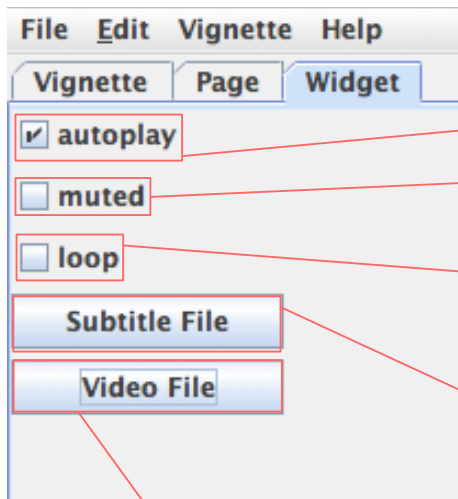 File Edit Vignette Help
Vignette Page Widget
autoplay
muted
loop
Subtitle File
Video File